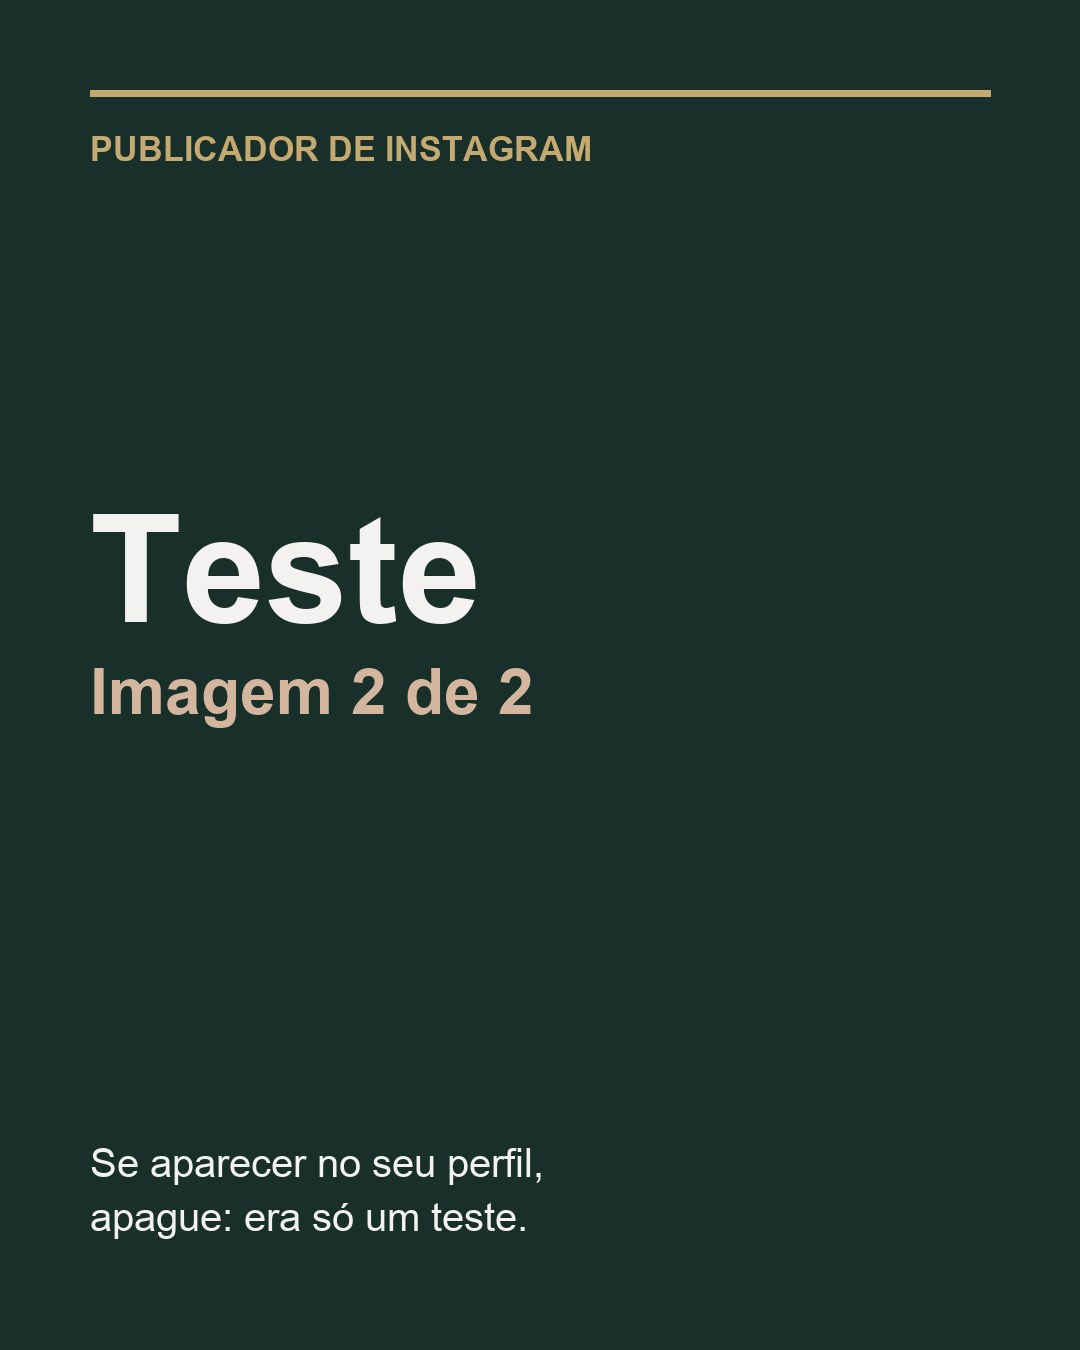 PUBLICADOR DE INSTAGRAM
Teste
Imagem 2 de 2
Se aparecer no seu perfil,
apague: era só um teste.